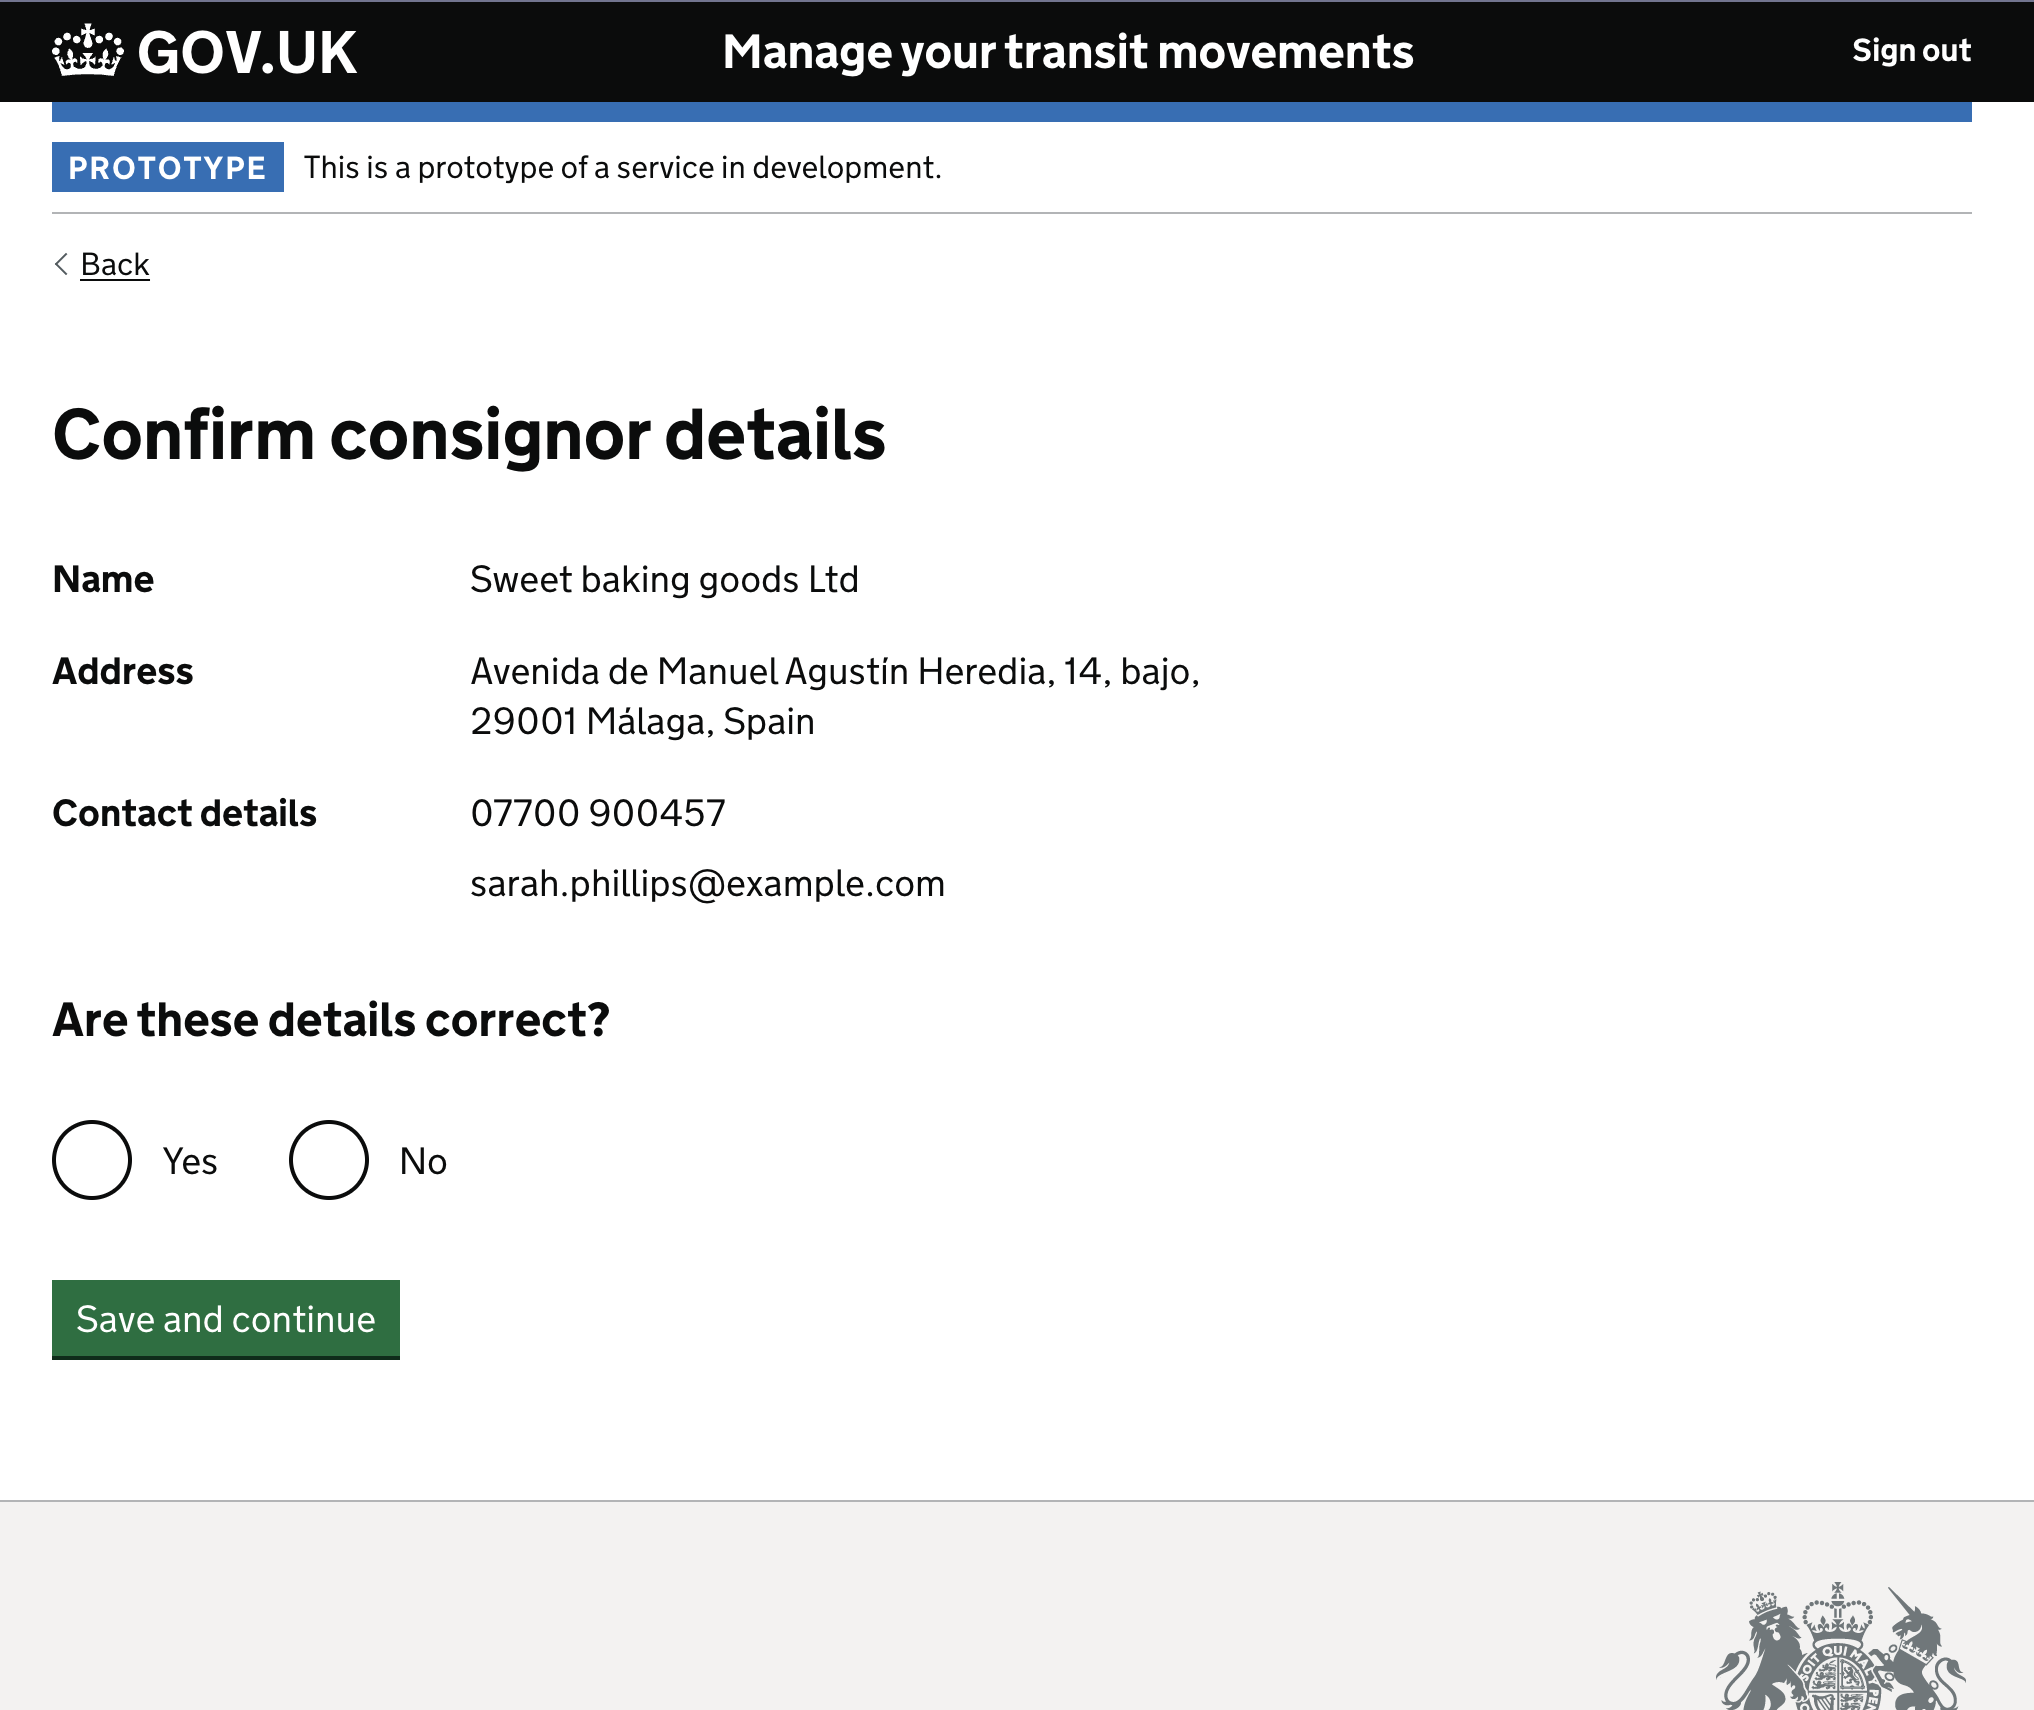 GOV.UK
Manage your transit movements
Sign out
PROTOTYPE
This is a prototype of a service in development.
Back
Confirm consignor details
Name
Sweet baking goods Ltd
Address
Avenida de Manuel Agustín Heredia, 14, bajo,
29001 Málaga, Spain
Contact details
07700 900457
sarah.phillips@example.com
Are these details correct?
Yes
No
Save and continue
QUI